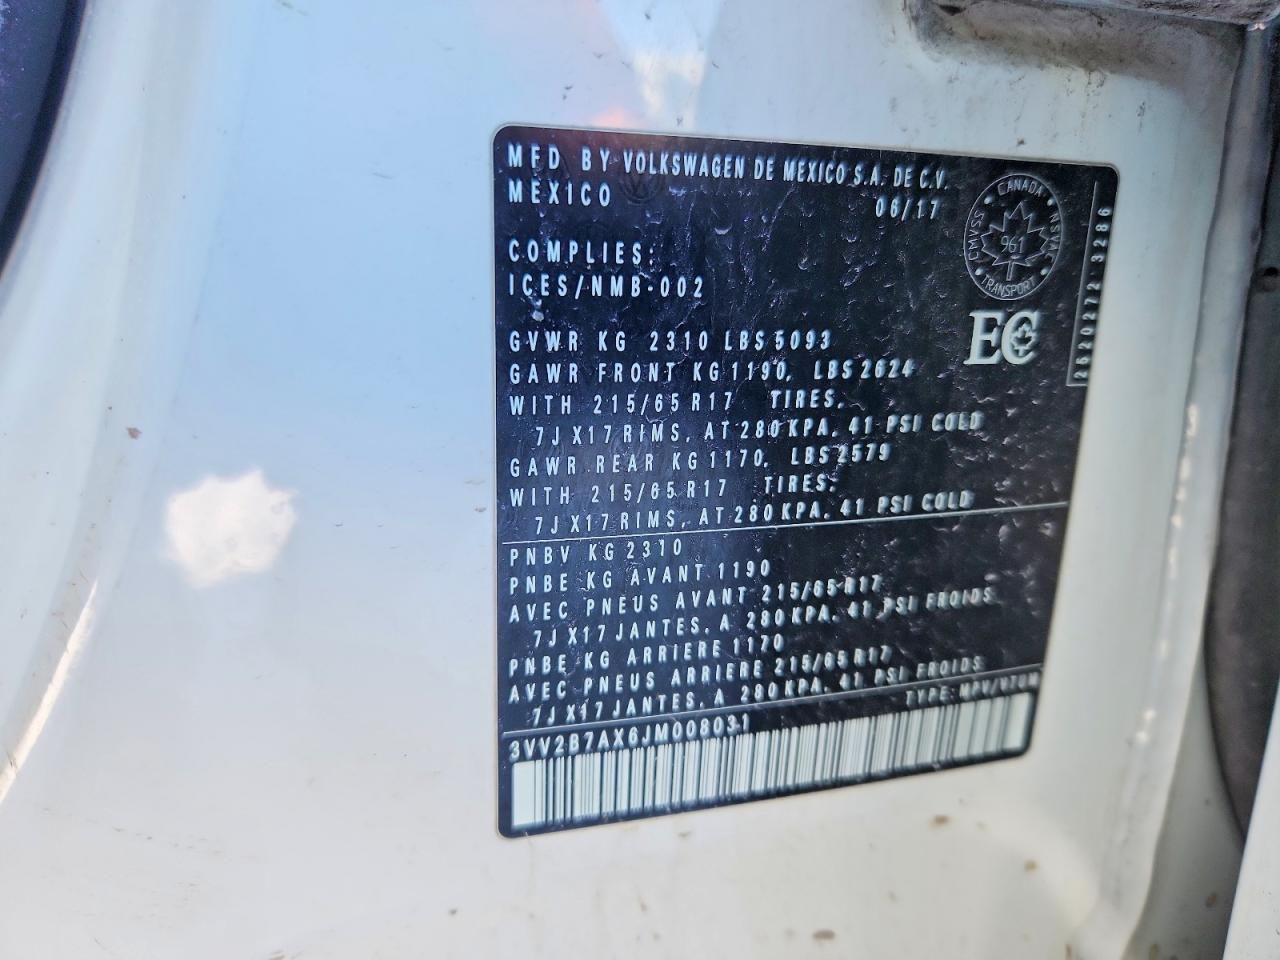 MFD BY VOLKSWAGEN DE MEXICO S.A. DE C.V.
MEXICO 06/17
CANADA
CMVSS NSVAC
961
TRANSPORT
COMPLIES:
ICES/NMB-002
EC
2620272 3286
GVWR KG 2310 LBS 5093
GAWR FRONT KG 1190, LBS 2624
WITH 215/65 R17 TIRES,
7J X17 RIMS, AT 280 KPA, 41 PSI COLD
GAWR REAR KG 1170, LBS 2579
WITH 215/65 R17 TIRES,
7J X17 RIMS, AT 280 KPA, 41 PSI COLD
PNBV KG 2310
PNBE KG AVANT 1190
AVEC PNEUS AVANT 215/65 R17
7J X17 JANTES, A 280 KPA, 41 PSI FROIDS
PNBE KG ARRIERE 1170
AVEC PNEUS ARRIERE 215/65 R17
7J X17 JANTES, A 280 KPA, 41 PSI FROIDS
3VV2B7AX6JM008031 TYPE: MPV/VTUM